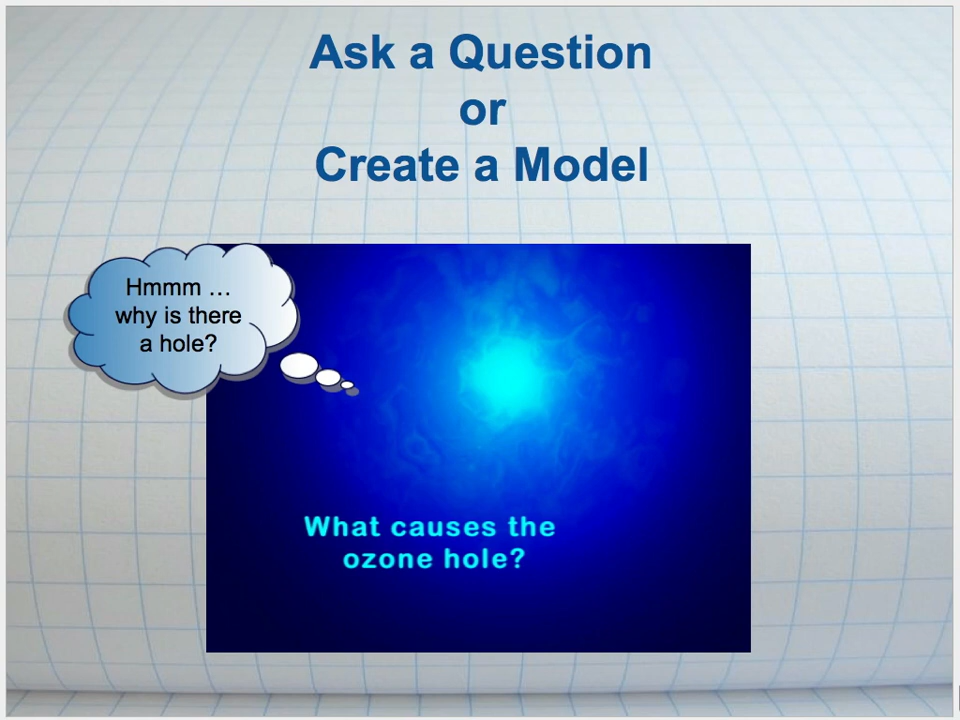 Ask a Question
or
Create a Model
Hmmm …
why is there
a hole?
What causes the
ozone hole?